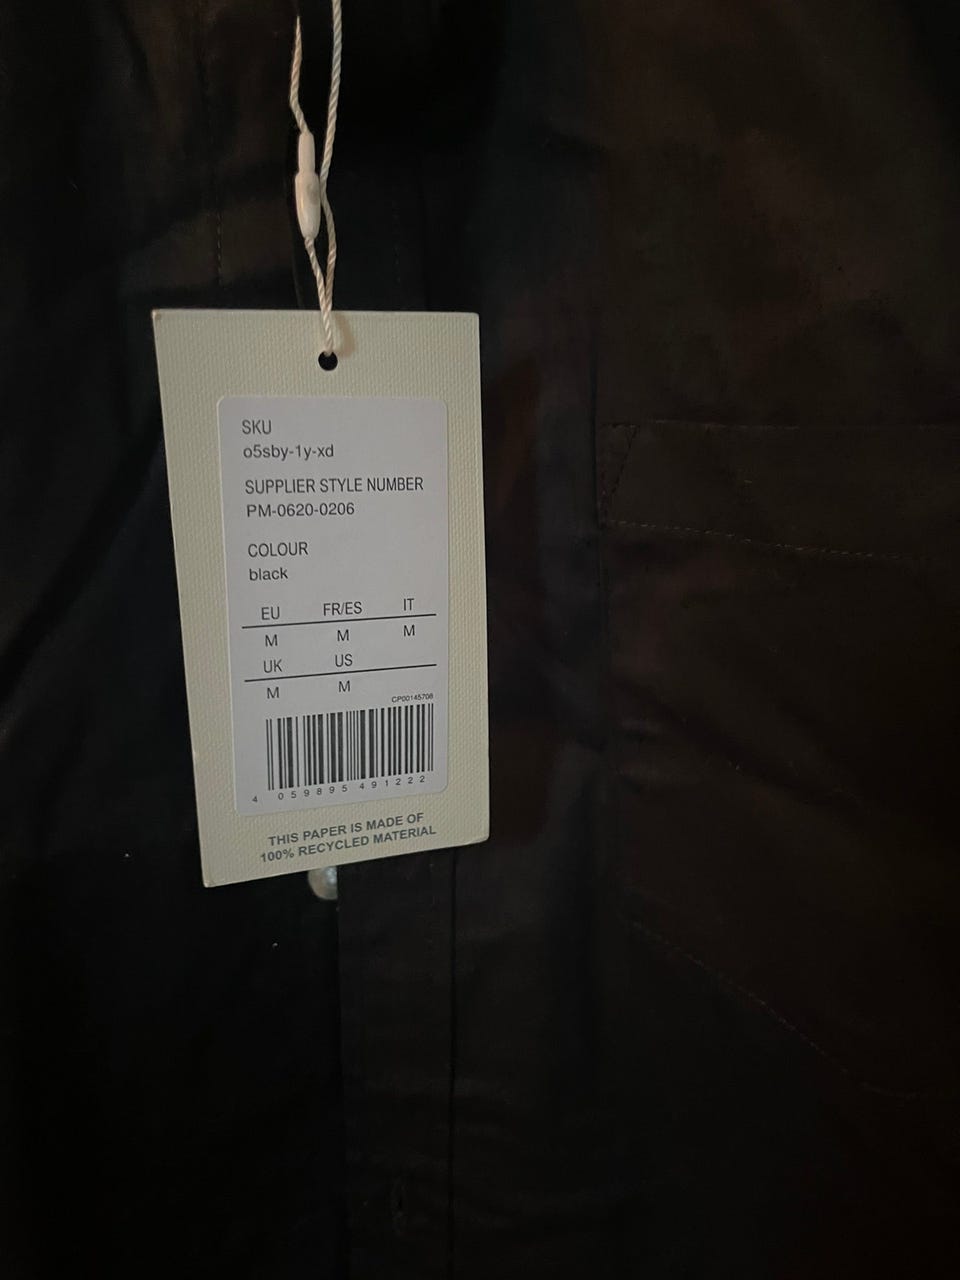 SKU
o5sby-1y-xd
SUPPLIER STYLE NUMBER
PM-0620-0206
COLOUR
black
EU FR/ES IT
M M M
UK US
M M
CP00145708
4 059895 491222
THIS PAPER IS MADE OF
100% RECYCLED MATERIAL